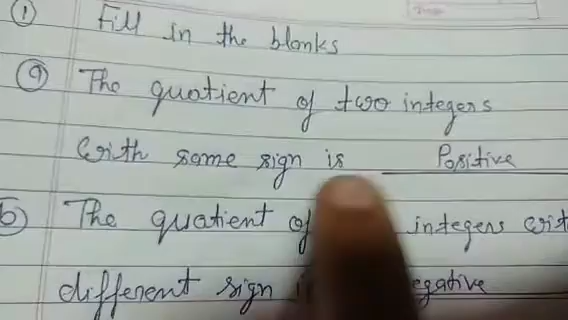 ① Fill in the blanks
ⓐ The quotient of two integers
with same sign is Positive
ⓑ The quotient of integers
different sign